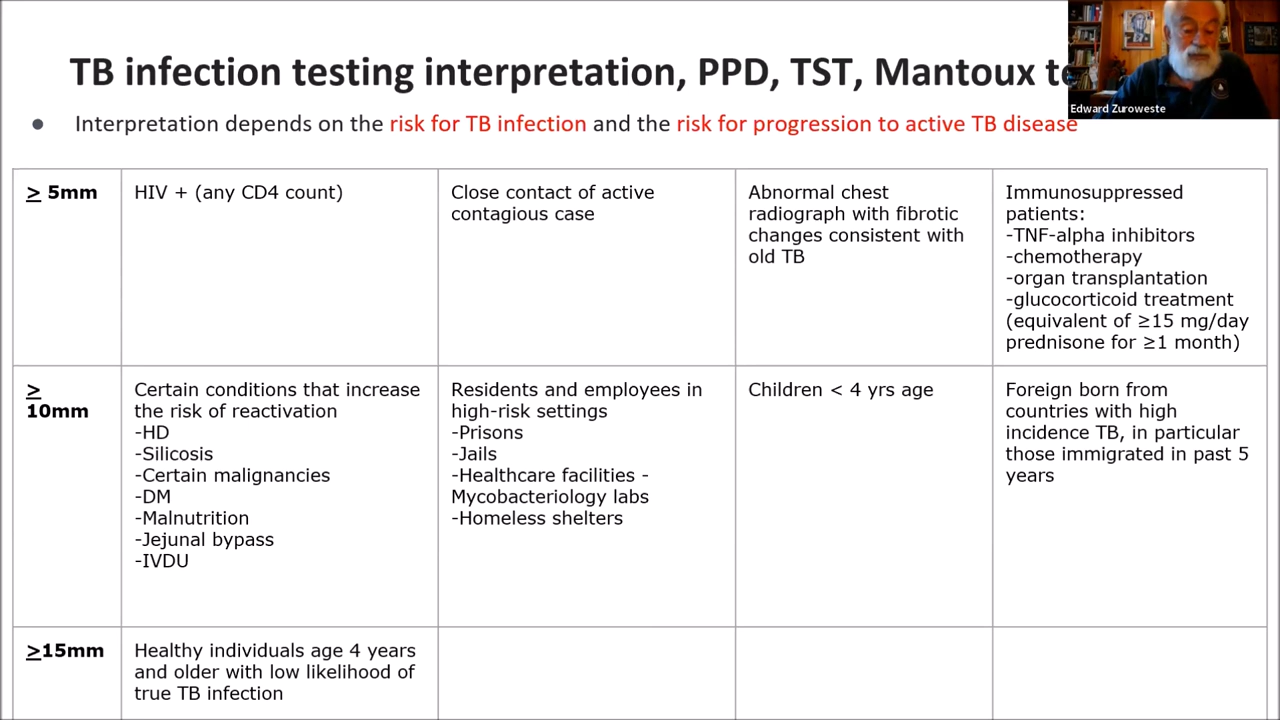 TB infection testing interpretation, PPD, TST, Mantoux
Edward Zuroweste
● Interpretation depends on the risk for TB infection and the risk for progression to active TB disease
≥ 5mm
HIV + (any CD4 count)
Close contact of active
contagious case
Abnormal chest
radiograph with fibrotic
changes consistent with
old TB
Immunosuppressed
patients:
-TNF-alpha inhibitors
-chemotherapy
-organ transplantation
-glucocorticoid treatment
(equivalent of ≥15 mg/day
prednisone for ≥1 month)
≥
10mm
Certain conditions that increase
the risk of reactivation
-HD
-Silicosis
-Certain malignancies
-DM
-Malnutrition
-Jejunal bypass
-IVDU
Residents and employees in
high-risk settings
-Prisons
-Jails
-Healthcare facilities -
Mycobacteriology labs
-Homeless shelters
Children < 4 yrs age
Foreign born from
countries with high
incidence TB, in particular
those immigrated in past 5
years
≥15mm
Healthy individuals age 4 years
and older with low likelihood of
true TB infection